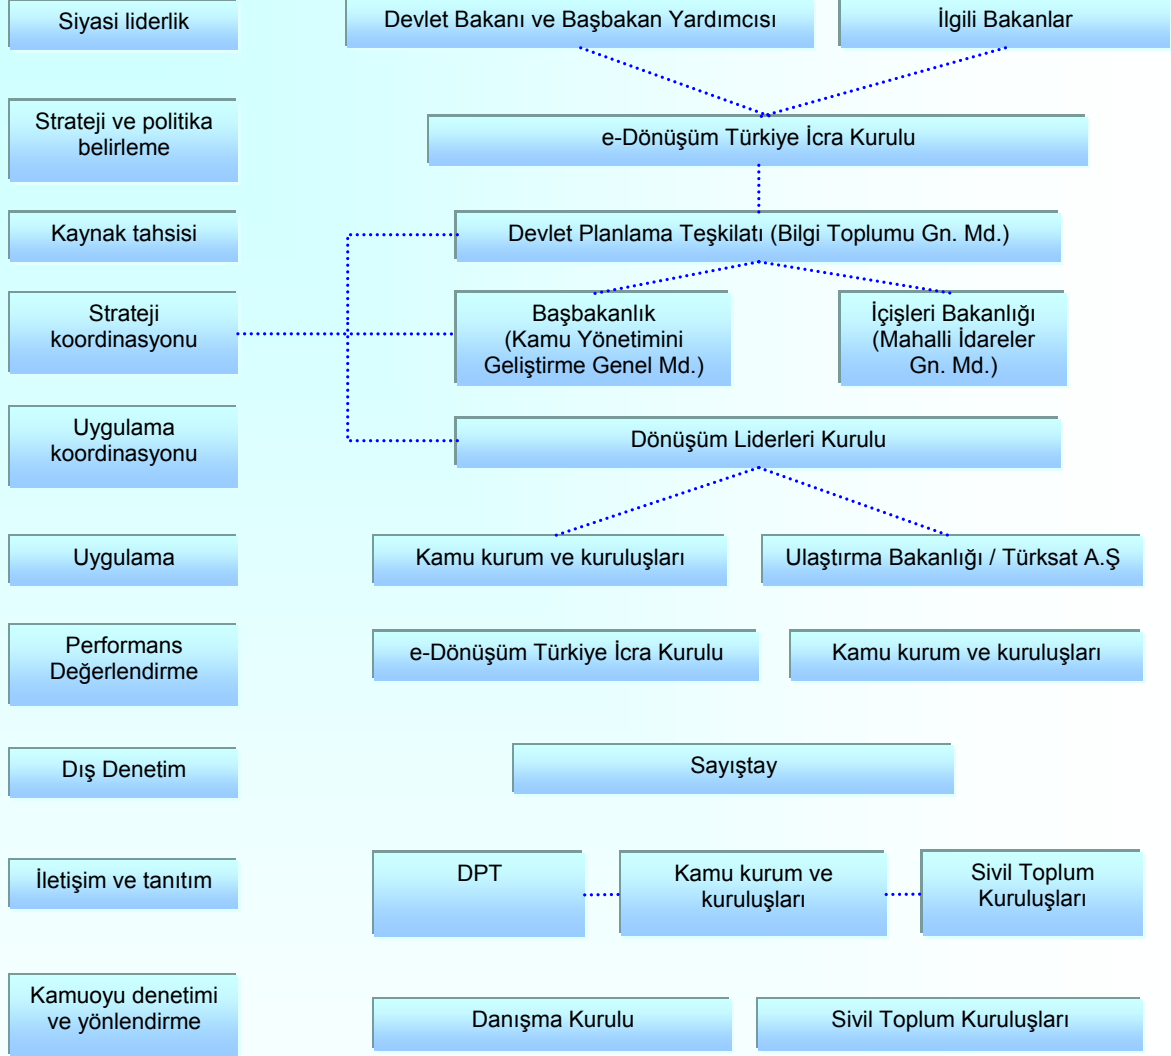 Siyasi liderlik
Devlet Bakanı ve Başbakan Yardımcısı
İlgili Bakanlar
Strateji ve politika
belirleme
e-Dönüşüm Türkiye İcra Kurulu
Kaynak tahsisi
Devlet Planlama Teşkilatı (Bilgi Toplumu Gn. Md.)
Strateji
koordinasyonu
Başbakanlık
(Kamu Yönetimini
Geliştirme Genel Md.)
İçişleri Bakanlığı
(Mahalli İdareler
Gn. Md.)
Uygulama
koordinasyonu
Dönüşüm Liderleri Kurulu
Uygulama
Kamu kurum ve kuruluşları
Ulaştırma Bakanlığı / Türksat A.Ş
Performans
Değerlendirme
e-Dönüşüm Türkiye İcra Kurulu
Kamu kurum ve kuruluşları
Dış Denetim
Sayıştay
İletişim ve tanıtım
DPT
Kamu kurum ve
kuruluşları
Sivil Toplum
Kuruluşları
Kamuoyu denetimi
ve yönlendirme
Danışma Kurulu
Sivil Toplum Kuruluşları